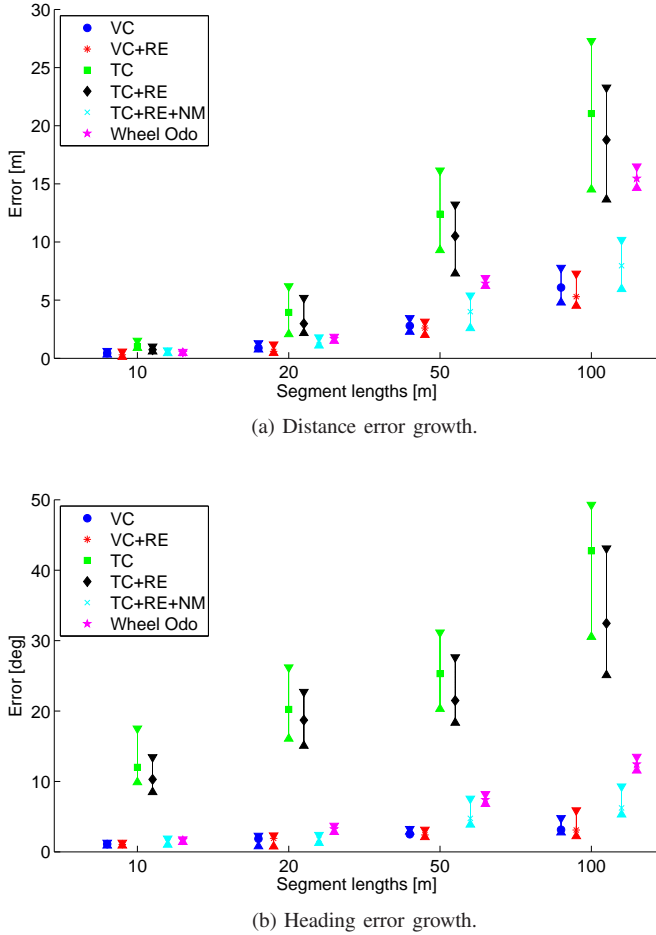 30
25
20
15
10
5
0
Error [m]
VC
VC+RE
TC
TC+RE
TC+RE+NM
Wheel Odo
10 20 50 100
Segment lengths [m]
(a) Distance error growth.
50
40
30
20
10
0
Error [deg]
VC
VC+RE
TC
TC+RE
TC+RE+NM
Wheel Odo
10 20 50 100
Segment lengths [m]
(b) Heading error growth.